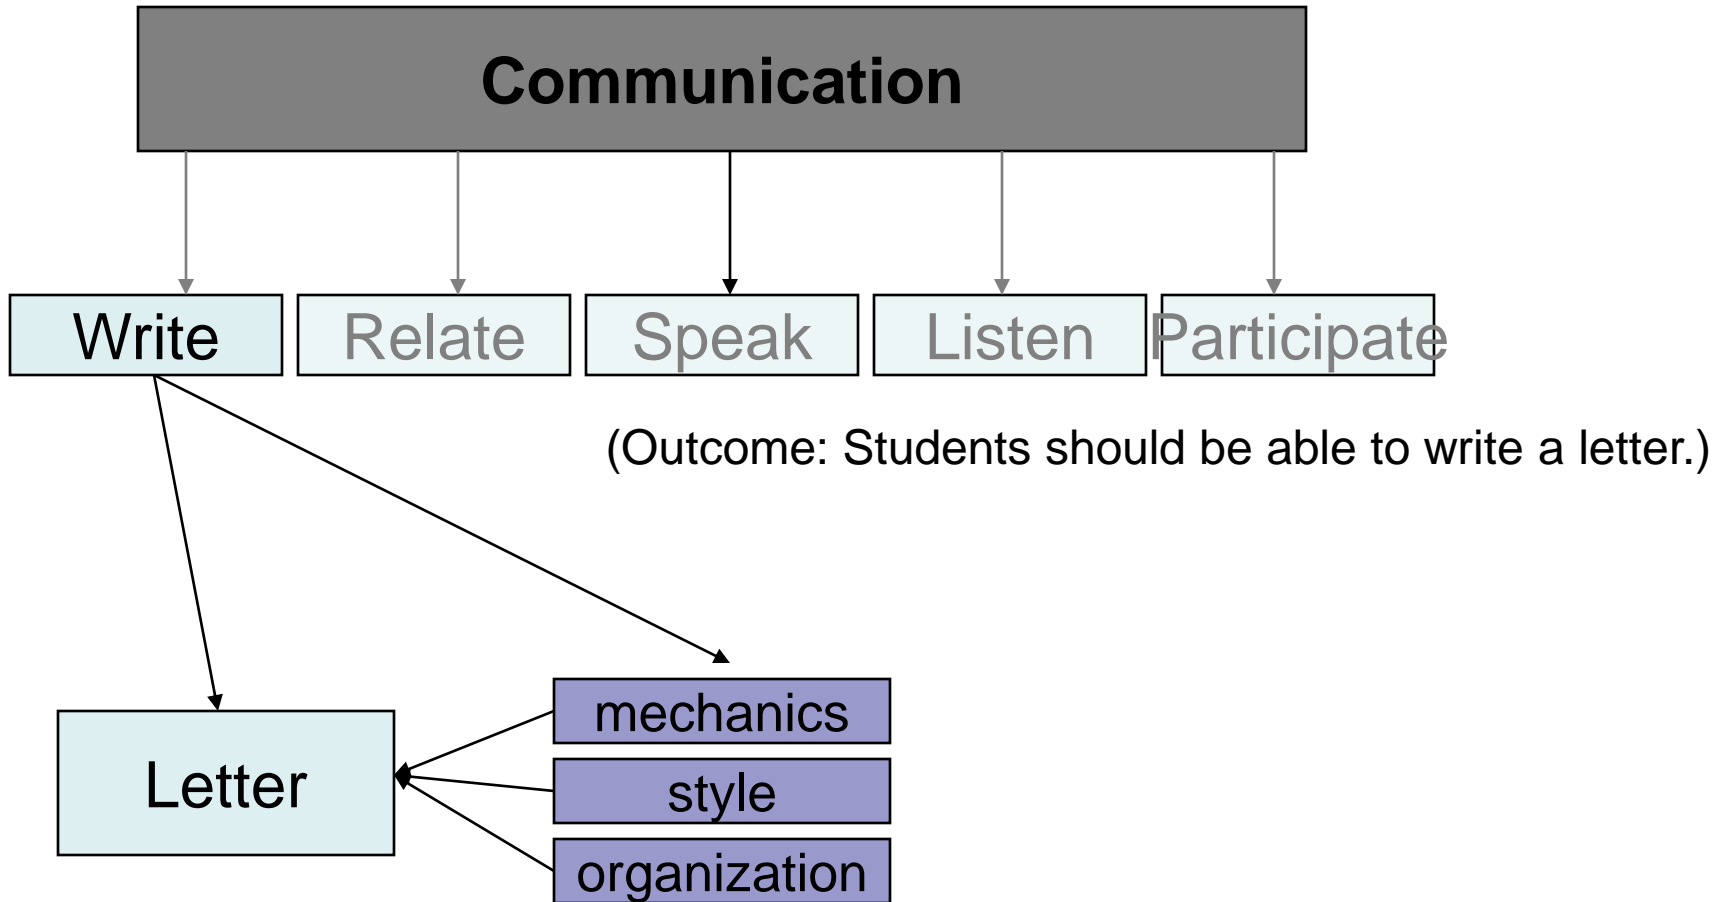 Communication
Write Relate Speak Listen Participate
(Outcome: Students should be able to write a letter.)
mechanics
Letter
style
organization